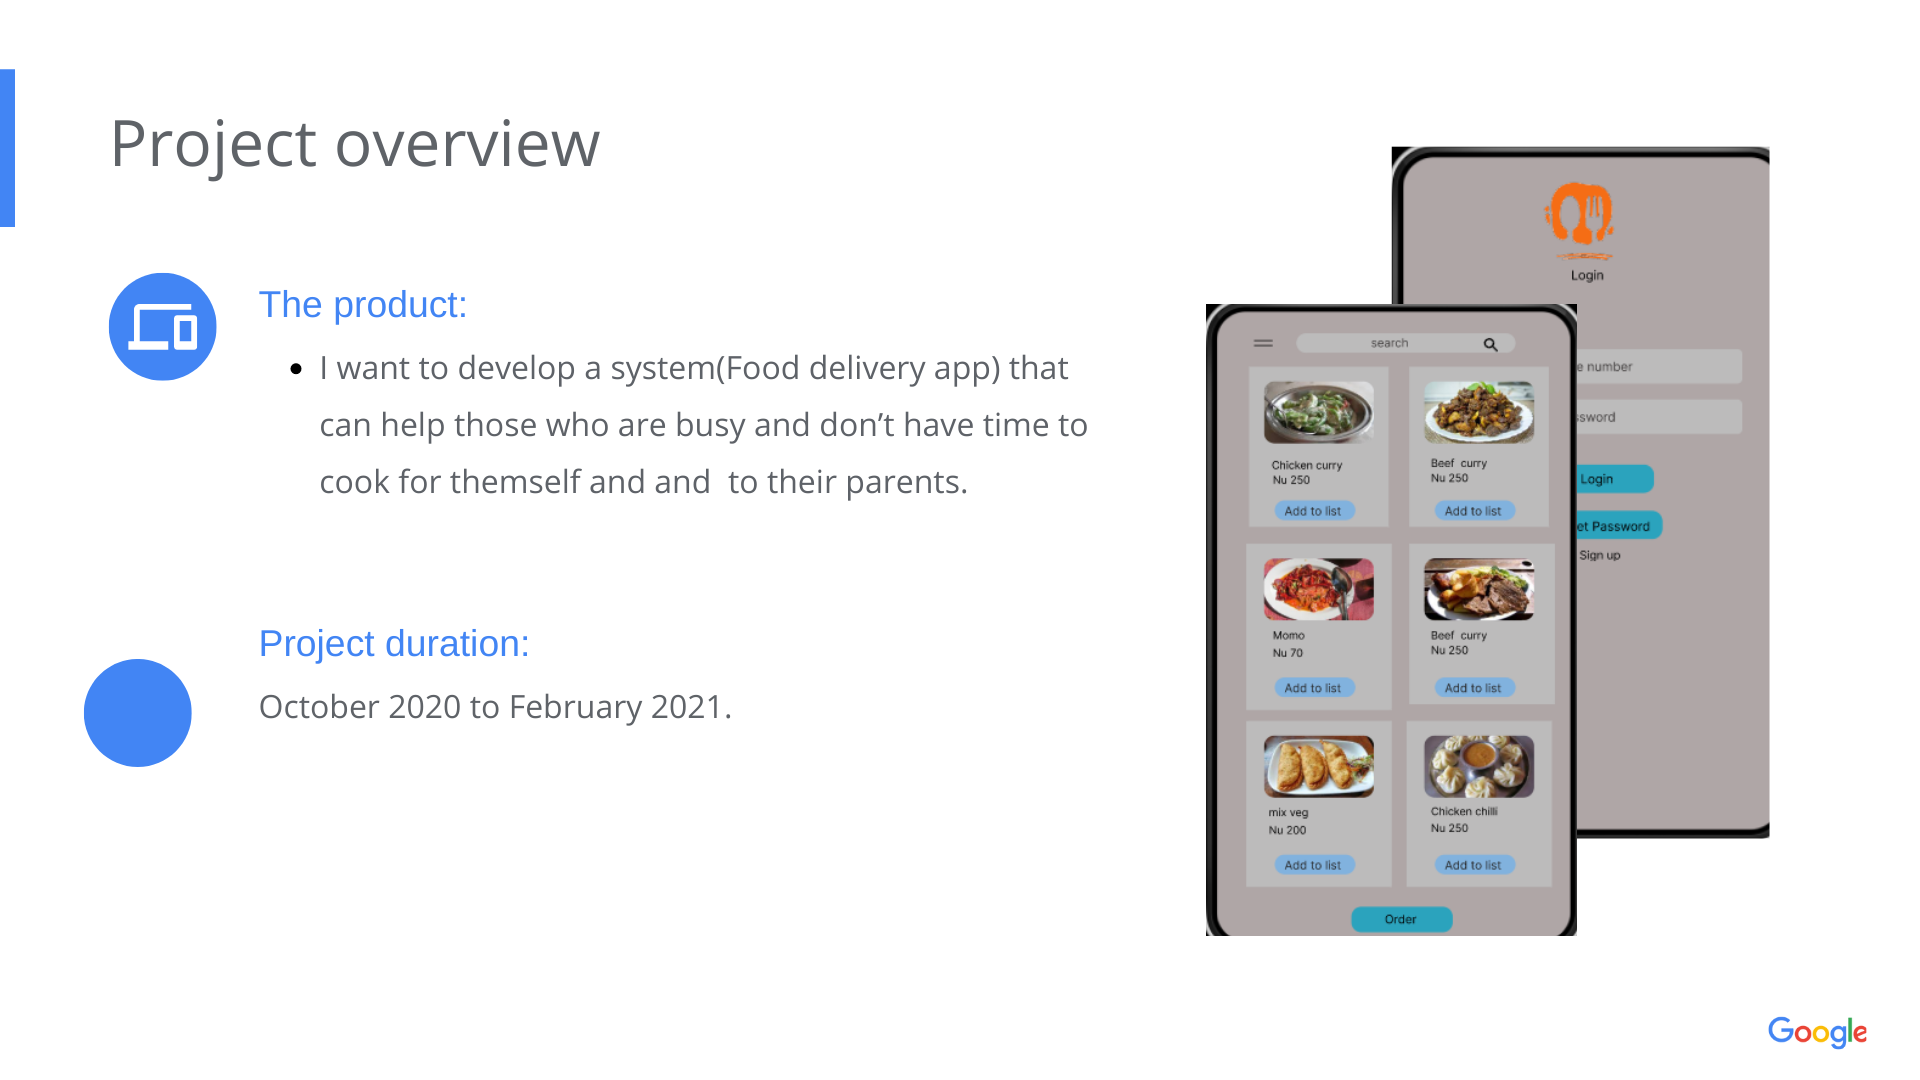 Project overview
The product:
I want to develop a system(Food delivery app) that
can help those who are busy and don’t have time to
cook for themself and and  to their parents.
Project duration:
October 2020 to February 2021.
Login
e number
sword
Login
et Password
Sign up
search
Chicken curry
Nu 250
Add to list
Beef curry
Nu 250
Add to list
Momo
Nu 70
Add to list
Beef curry
Nu 250
Add to list
mix veg
Nu 200
Add to list
Chicken chilli
Nu 250
Add to list
Order
Google